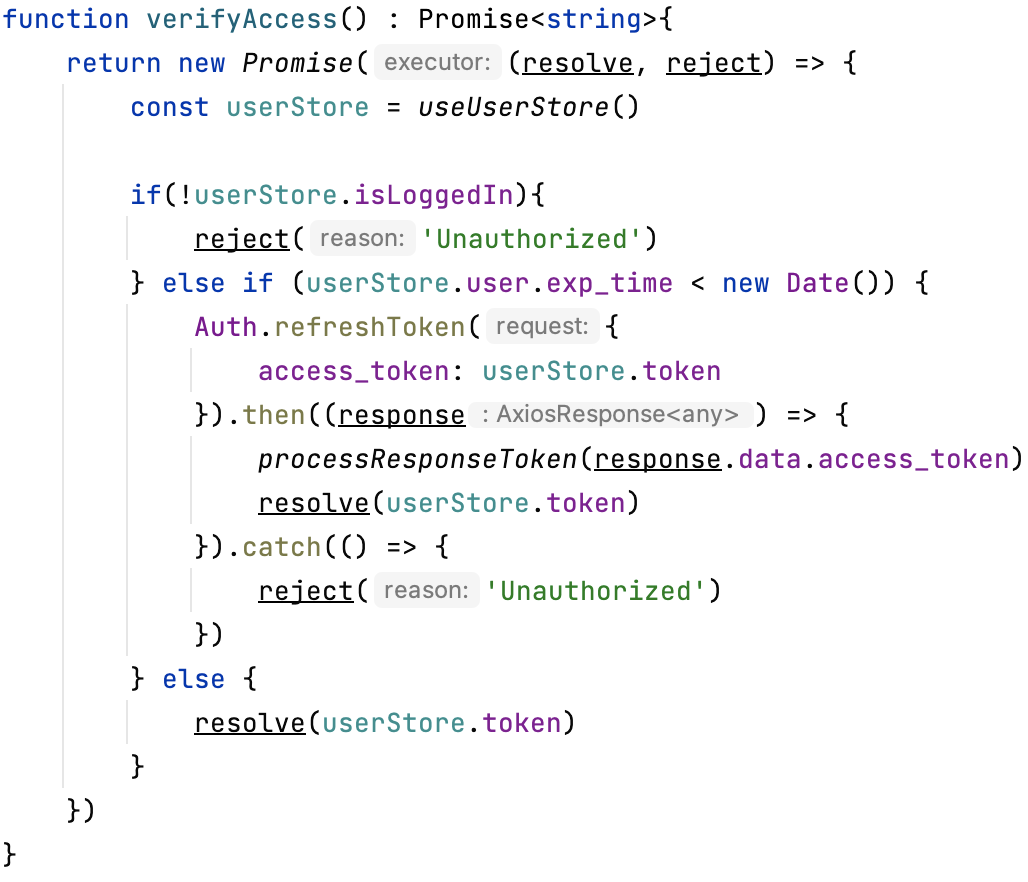 function verifyAccess() : Promise<string>{
    return new Promise( executor: (resolve, reject) => {
        const userStore = useUserStore()

        if(!userStore.isLoggedIn){
            reject( reason: 'Unauthorized')
        } else if (userStore.user.exp_time < new Date()) {
            Auth.refreshToken( request: {
                access_token: userStore.token
            }).then((response : AxiosResponse<any> ) => {
                processResponseToken(response.data.access_token)
                resolve(userStore.token)
            }).catch(() => {
                reject( reason: 'Unauthorized')
            })
        } else {
            resolve(userStore.token)
        }
    })
}